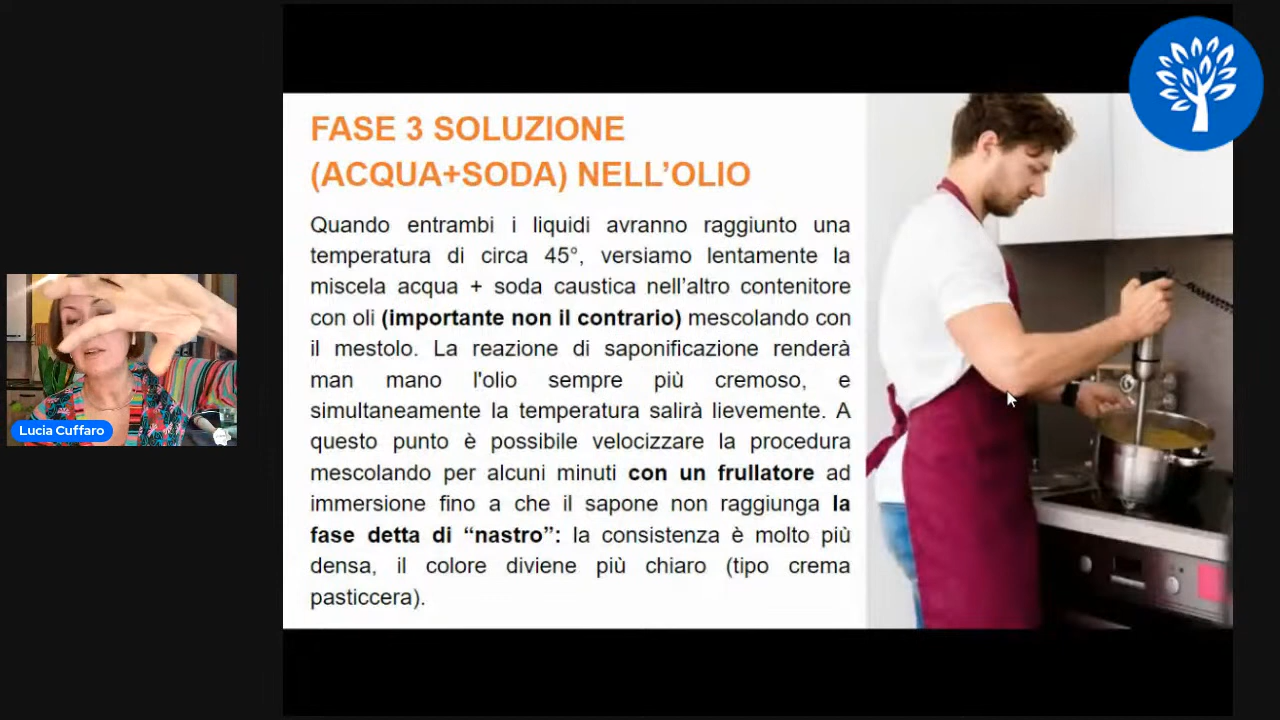 FASE 3 SOLUZIONE
(ACQUA+SODA) NELL’OLIO
Quando entrambi i liquidi avranno raggiunto una
temperatura di circa 45°, versiamo lentamente la
miscela acqua + soda caustica nell’altro contenitore
con oli (importante non il contrario) mescolando con
il mestolo. La reazione di saponificazione renderà
man mano l'olio sempre più cremoso, e
simultaneamente la temperatura salirà lievemente. A
questo punto è possibile velocizzare la procedura
mescolando per alcuni minuti con un frullatore ad
immersione fino a che il sapone non raggiunga la
fase detta di “nastro”: la consistenza è molto più
densa, il colore diviene più chiaro (tipo crema
pasticcera).
Lucia Cuffaro